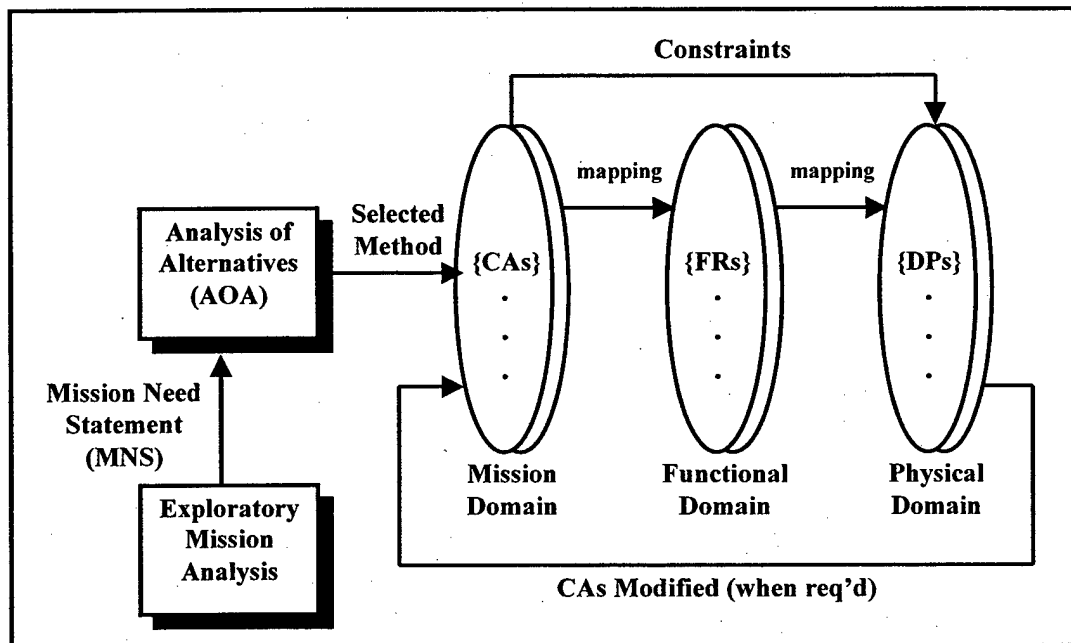 Constraints
mapping
mapping
Selected
Method
Analysis of
Alternatives
(AOA)
{CAs}
{FRs}
{DPs}
Mission Need
Statement
(MNS)
Mission
Domain
Functional
Domain
Physical
Domain
Exploratory
Mission
Analysis
CAs Modified (when req'd)